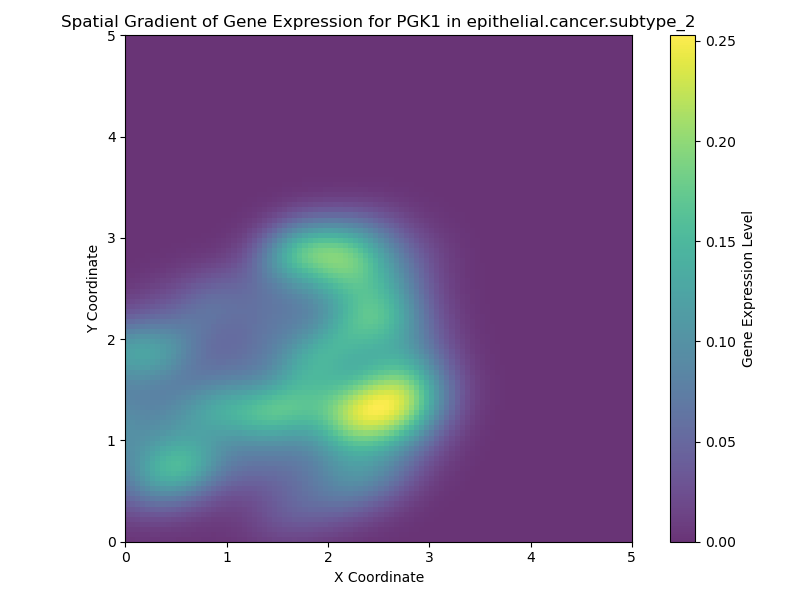 Spatial Gradient of Gene Expression for PGK1 in epithelial.cancer.subtype_2
5
4
3
2
1
0
Y Coordinate
0 1 2 3 4 5
X Coordinate
0.25
0.20
0.15
0.10
0.05
0.00
Gene Expression Level